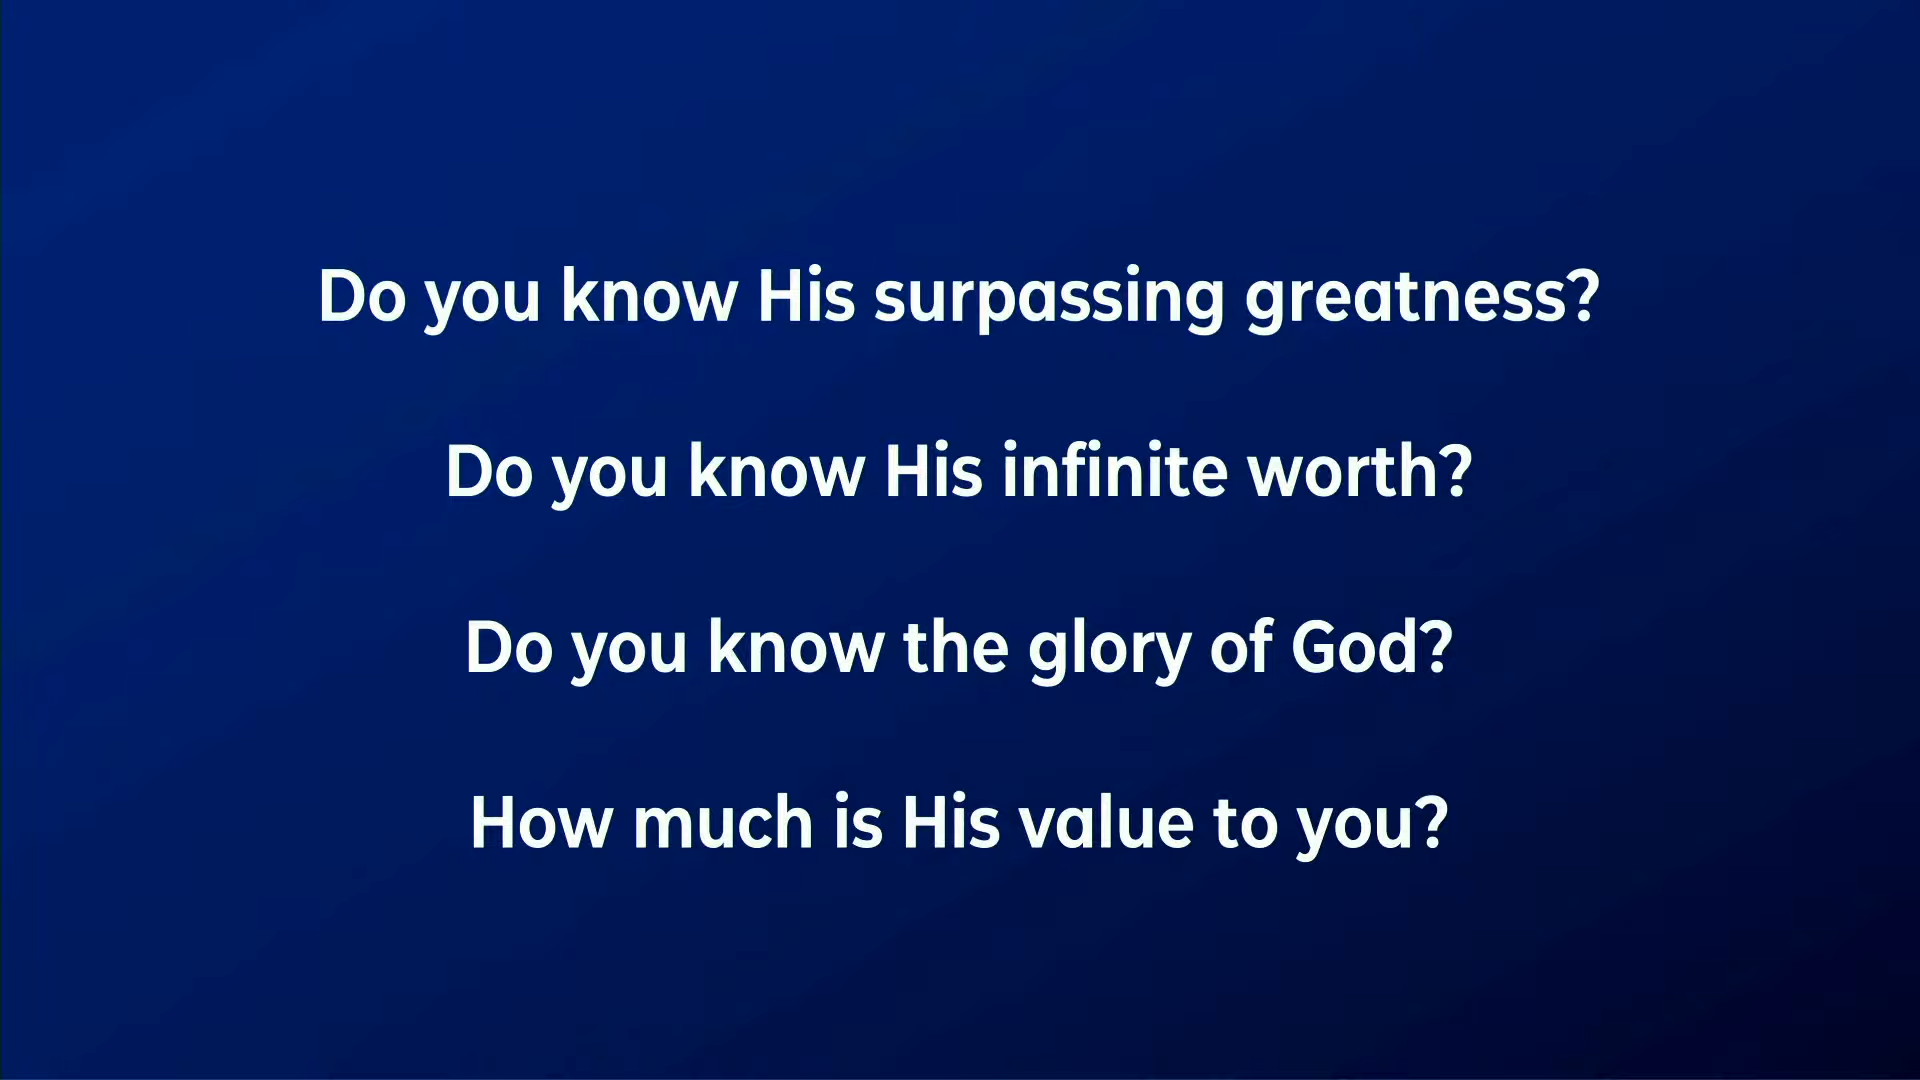 Do you know His surpassing greatness?
Do you know His infinite worth?
Do you know the glory of God?
How much is His value to you?